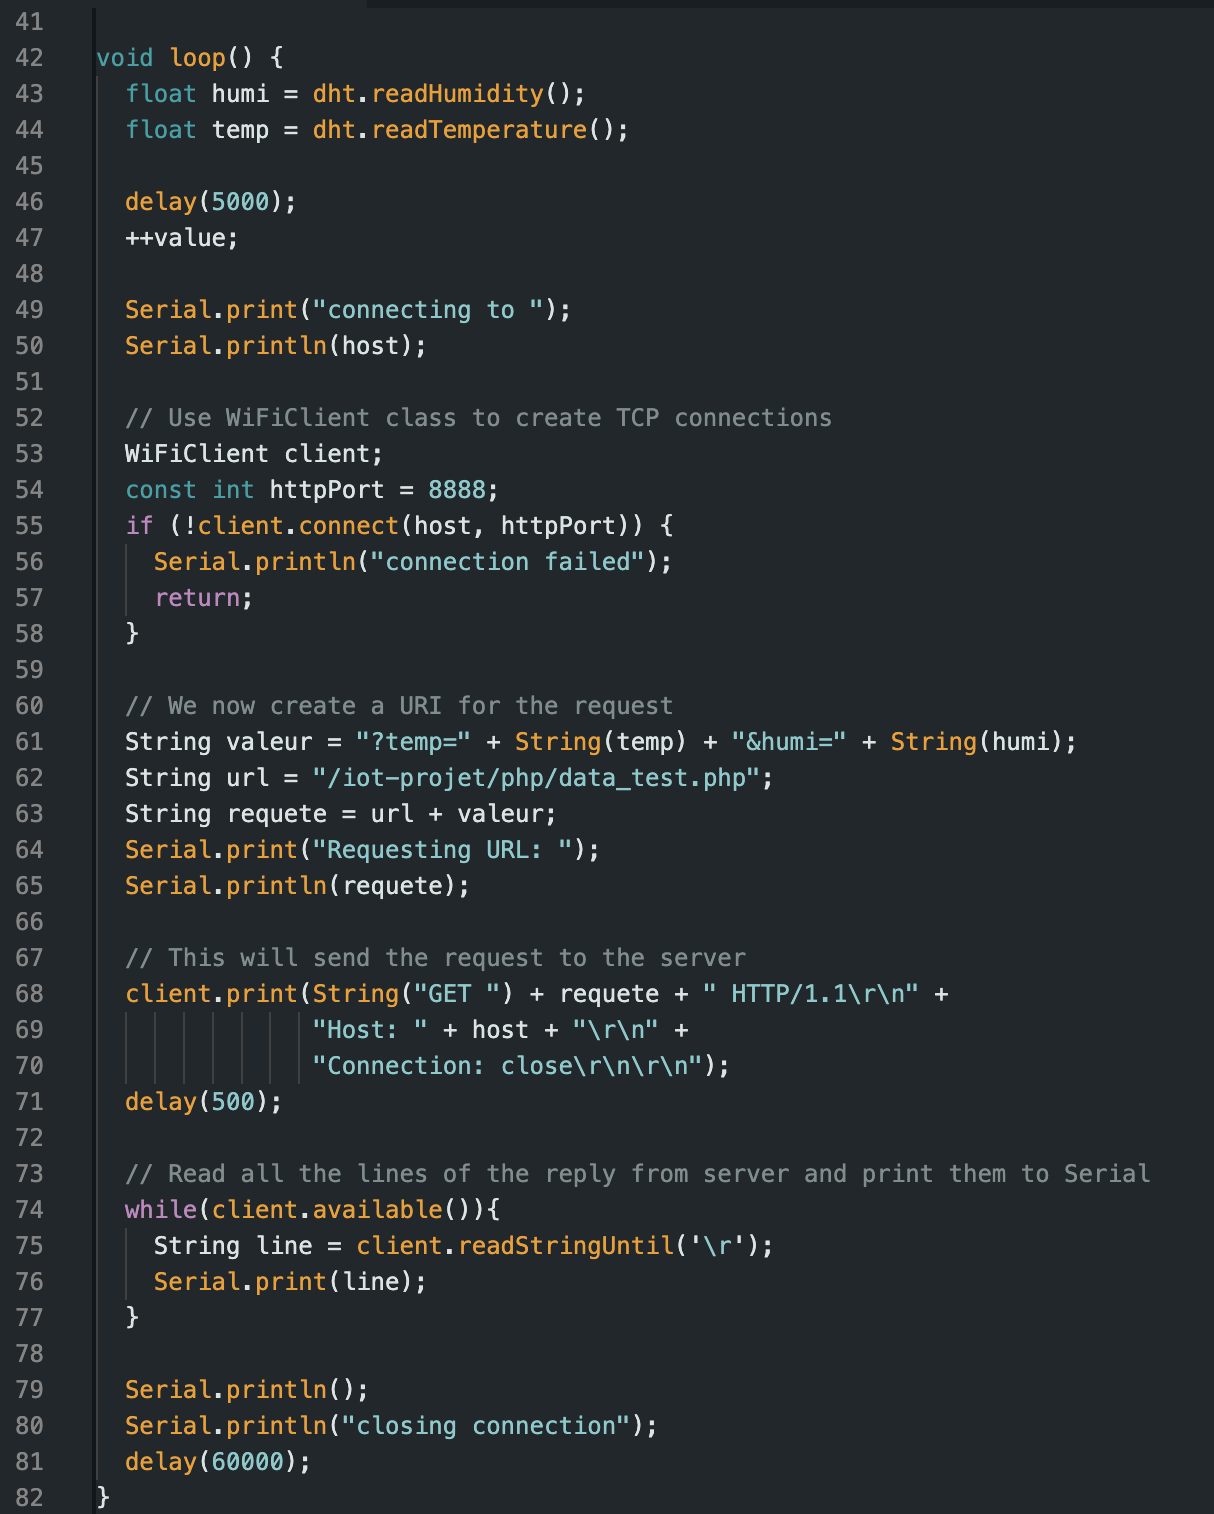 41
42 void loop() {
43   float humi = dht.readHumidity();
44   float temp = dht.readTemperature();
45
46   delay(5000);
47   ++value;
48
49   Serial.print("connecting to ");
50   Serial.println(host);
51
52   // Use WiFiClient class to create TCP connections
53   WiFiClient client;
54   const int httpPort = 8888;
55   if (!client.connect(host, httpPort)) {
56     Serial.println("connection failed");
57     return;
58   }
59
60   // We now create a URI for the request
61   String valeur = "?temp=" + String(temp) + "&humi=" + String(humi);
62   String url = "/iot-projet/php/data_test.php";
63   String requete = url + valeur;
64   Serial.print("Requesting URL: ");
65   Serial.println(requete);
66
67   // This will send the request to the server
68   client.print(String("GET ") + requete + " HTTP/1.1\r\n" +
69                "Host: " + host + "\r\n" +
70                "Connection: close\r\n\r\n");
71   delay(500);
72
73   // Read all the lines of the reply from server and print them to Serial
74   while(client.available()){
75     String line = client.readStringUntil('\r');
76     Serial.print(line);
77   }
78
79   Serial.println();
80   Serial.println("closing connection");
81   delay(60000);
82 }